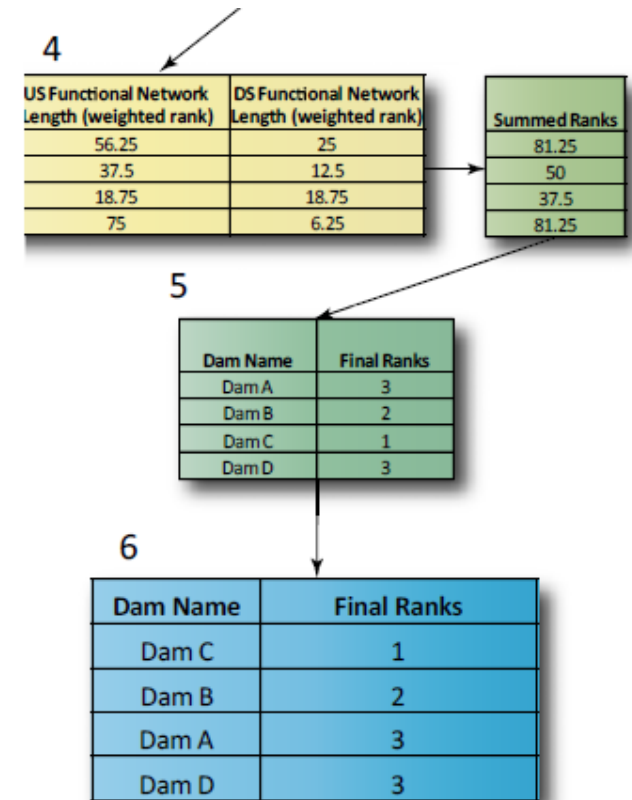 4
US Functional Network DS Functional Network
Length (weighted rank) Length (weighted rank) Summed Ranks
56.25 25 81.25
37.5 12.5 50
18.75 18.75 37.5
75 6.25 81.25
5
Dam Name Final Ranks
Dam A 3
Dam B 2
Dam C 1
Dam D 3
6
Dam Name Final Ranks
Dam C 1
Dam B 2
Dam A 3
Dam D 3